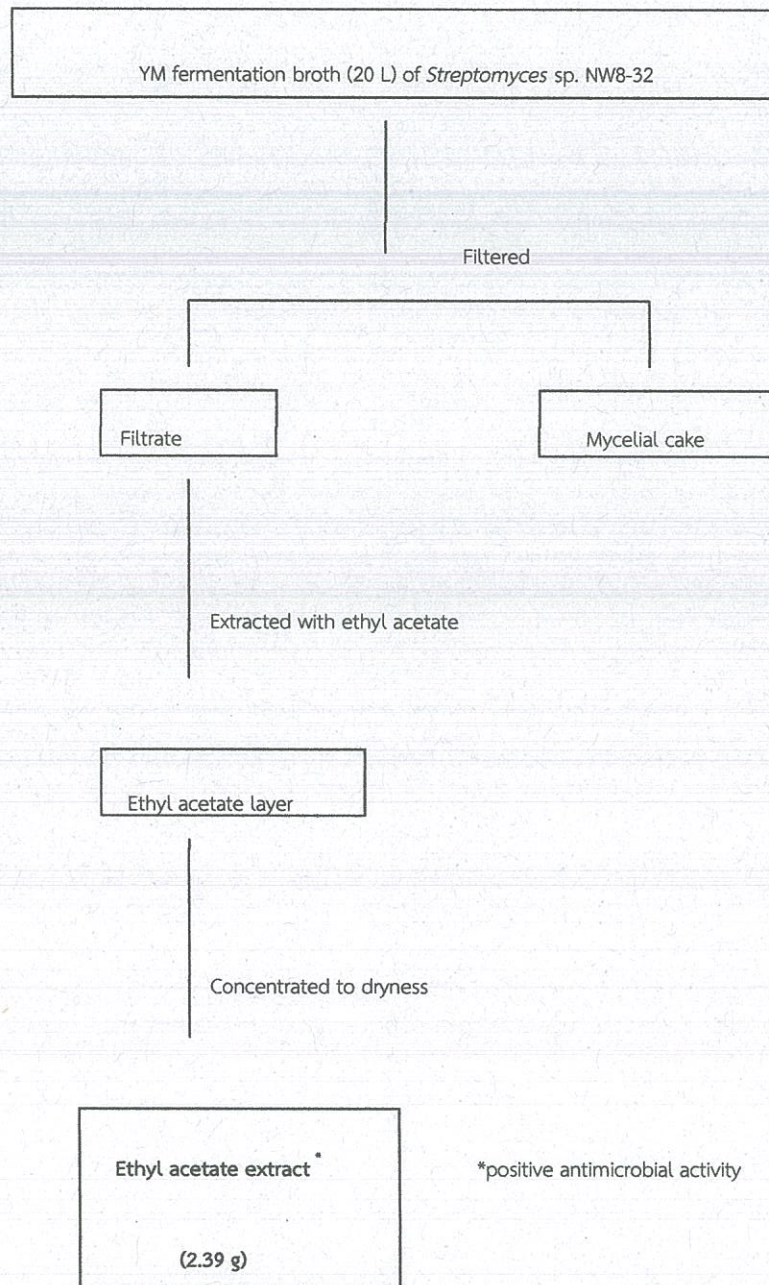 YM fermentation broth (20 L) of Streptomyces sp. NW8-32
Filtered
Filtrate
Mycelial cake
Extracted with ethyl acetate
Ethyl acetate layer
Concentrated to dryness
Ethyl acetate extract *
*positive antimicrobial activity
(2.39 g)